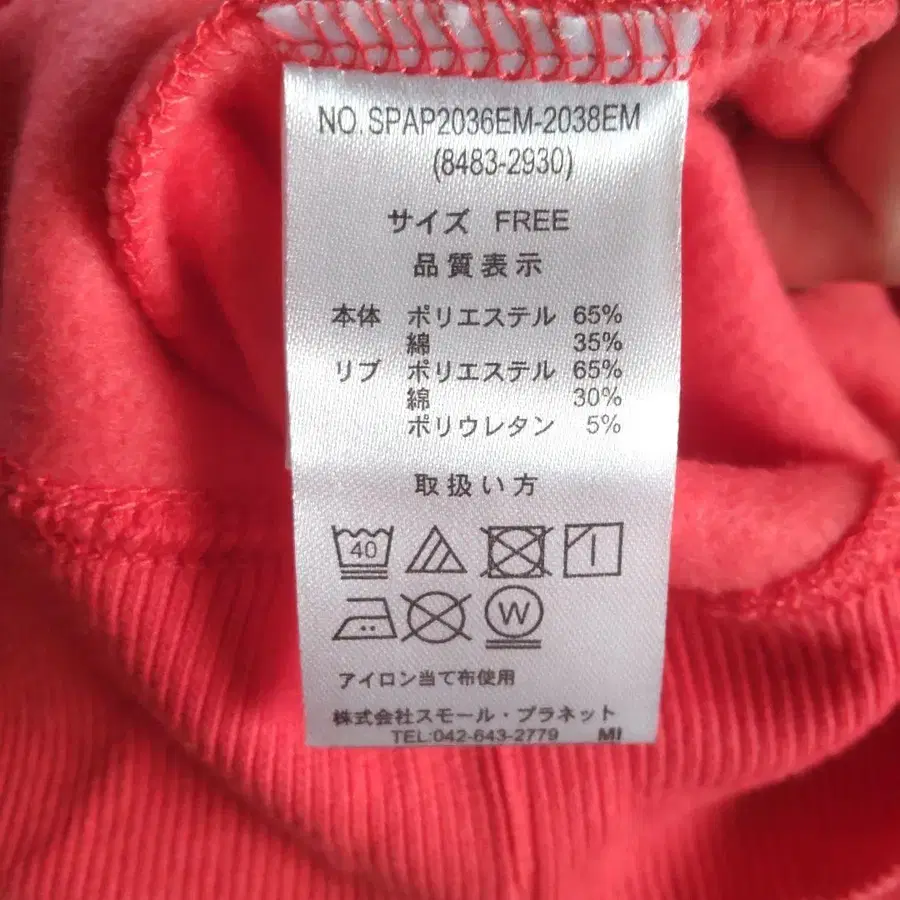 NO. SPAP2036EM-2038EM
(8483-2930)
サイズ FREE
品質表示
本体 ポリエステル 65%
綿 35%
リブ ポリエステル 65%
綿 30%
ポリウレタン 5%
取扱い方
40
W
アイロン当て布使用
株式会社スモール・プラネット
TEL:042-643-2779 MI